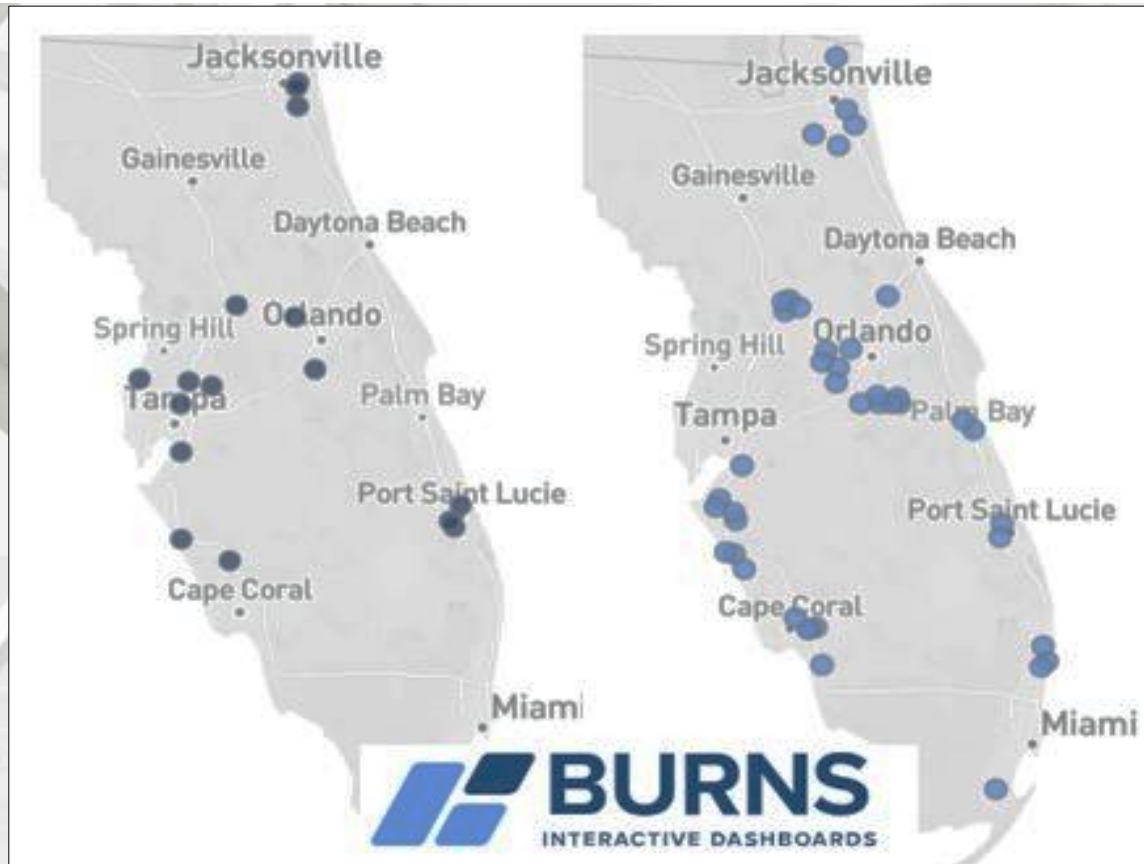 Jacksonville
Gainesville
Daytona Beach
Orlando
Spring Hill
Tampa
Palm Bay
Port Saint Lucie
Cape Coral
Miami
Jacksonville
Gainesville
Daytona Beach
Orlando
Spring Hill
Tampa
Palm Bay
Port Saint Lucie
Cape Coral
Miami
BURNS
INTERACTIVE DASHBOARDS